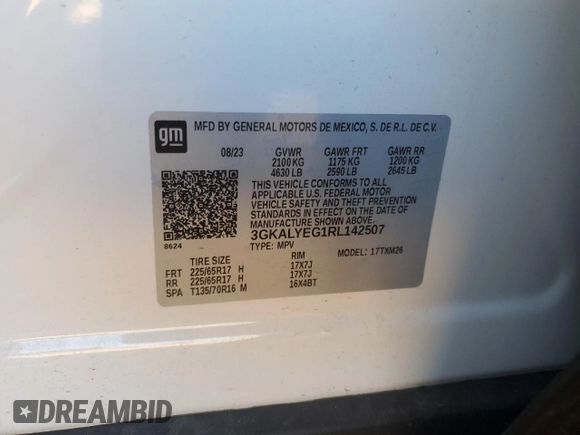 gm
MFD BY GENERAL MOTORS DE MEXICO, S. DE R.L. DE C.V.
08/23 GVWR GAWR FRT GAWR RR
2100 KG 1175 KG 1200 KG
4630 LB 2590 LB 2645 LB
THIS VEHICLE CONFORMS TO ALL
APPLICABLE U.S. FEDERAL MOTOR
VEHICLE SAFETY AND THEFT PREVENTION
STANDARDS IN EFFECT ON THE DATE OF
MANUFACTURE SHOWN ABOVE.
3GKALYEG1RL142507
8624 TYPE: MPV MODEL: 17TXM26
TIRE SIZE RIM
FRT 225/65R17 H 17X7J
RR 225/65R17 H 17X7J
SPA T135/70R16 M 16X4BT
DREAMBID